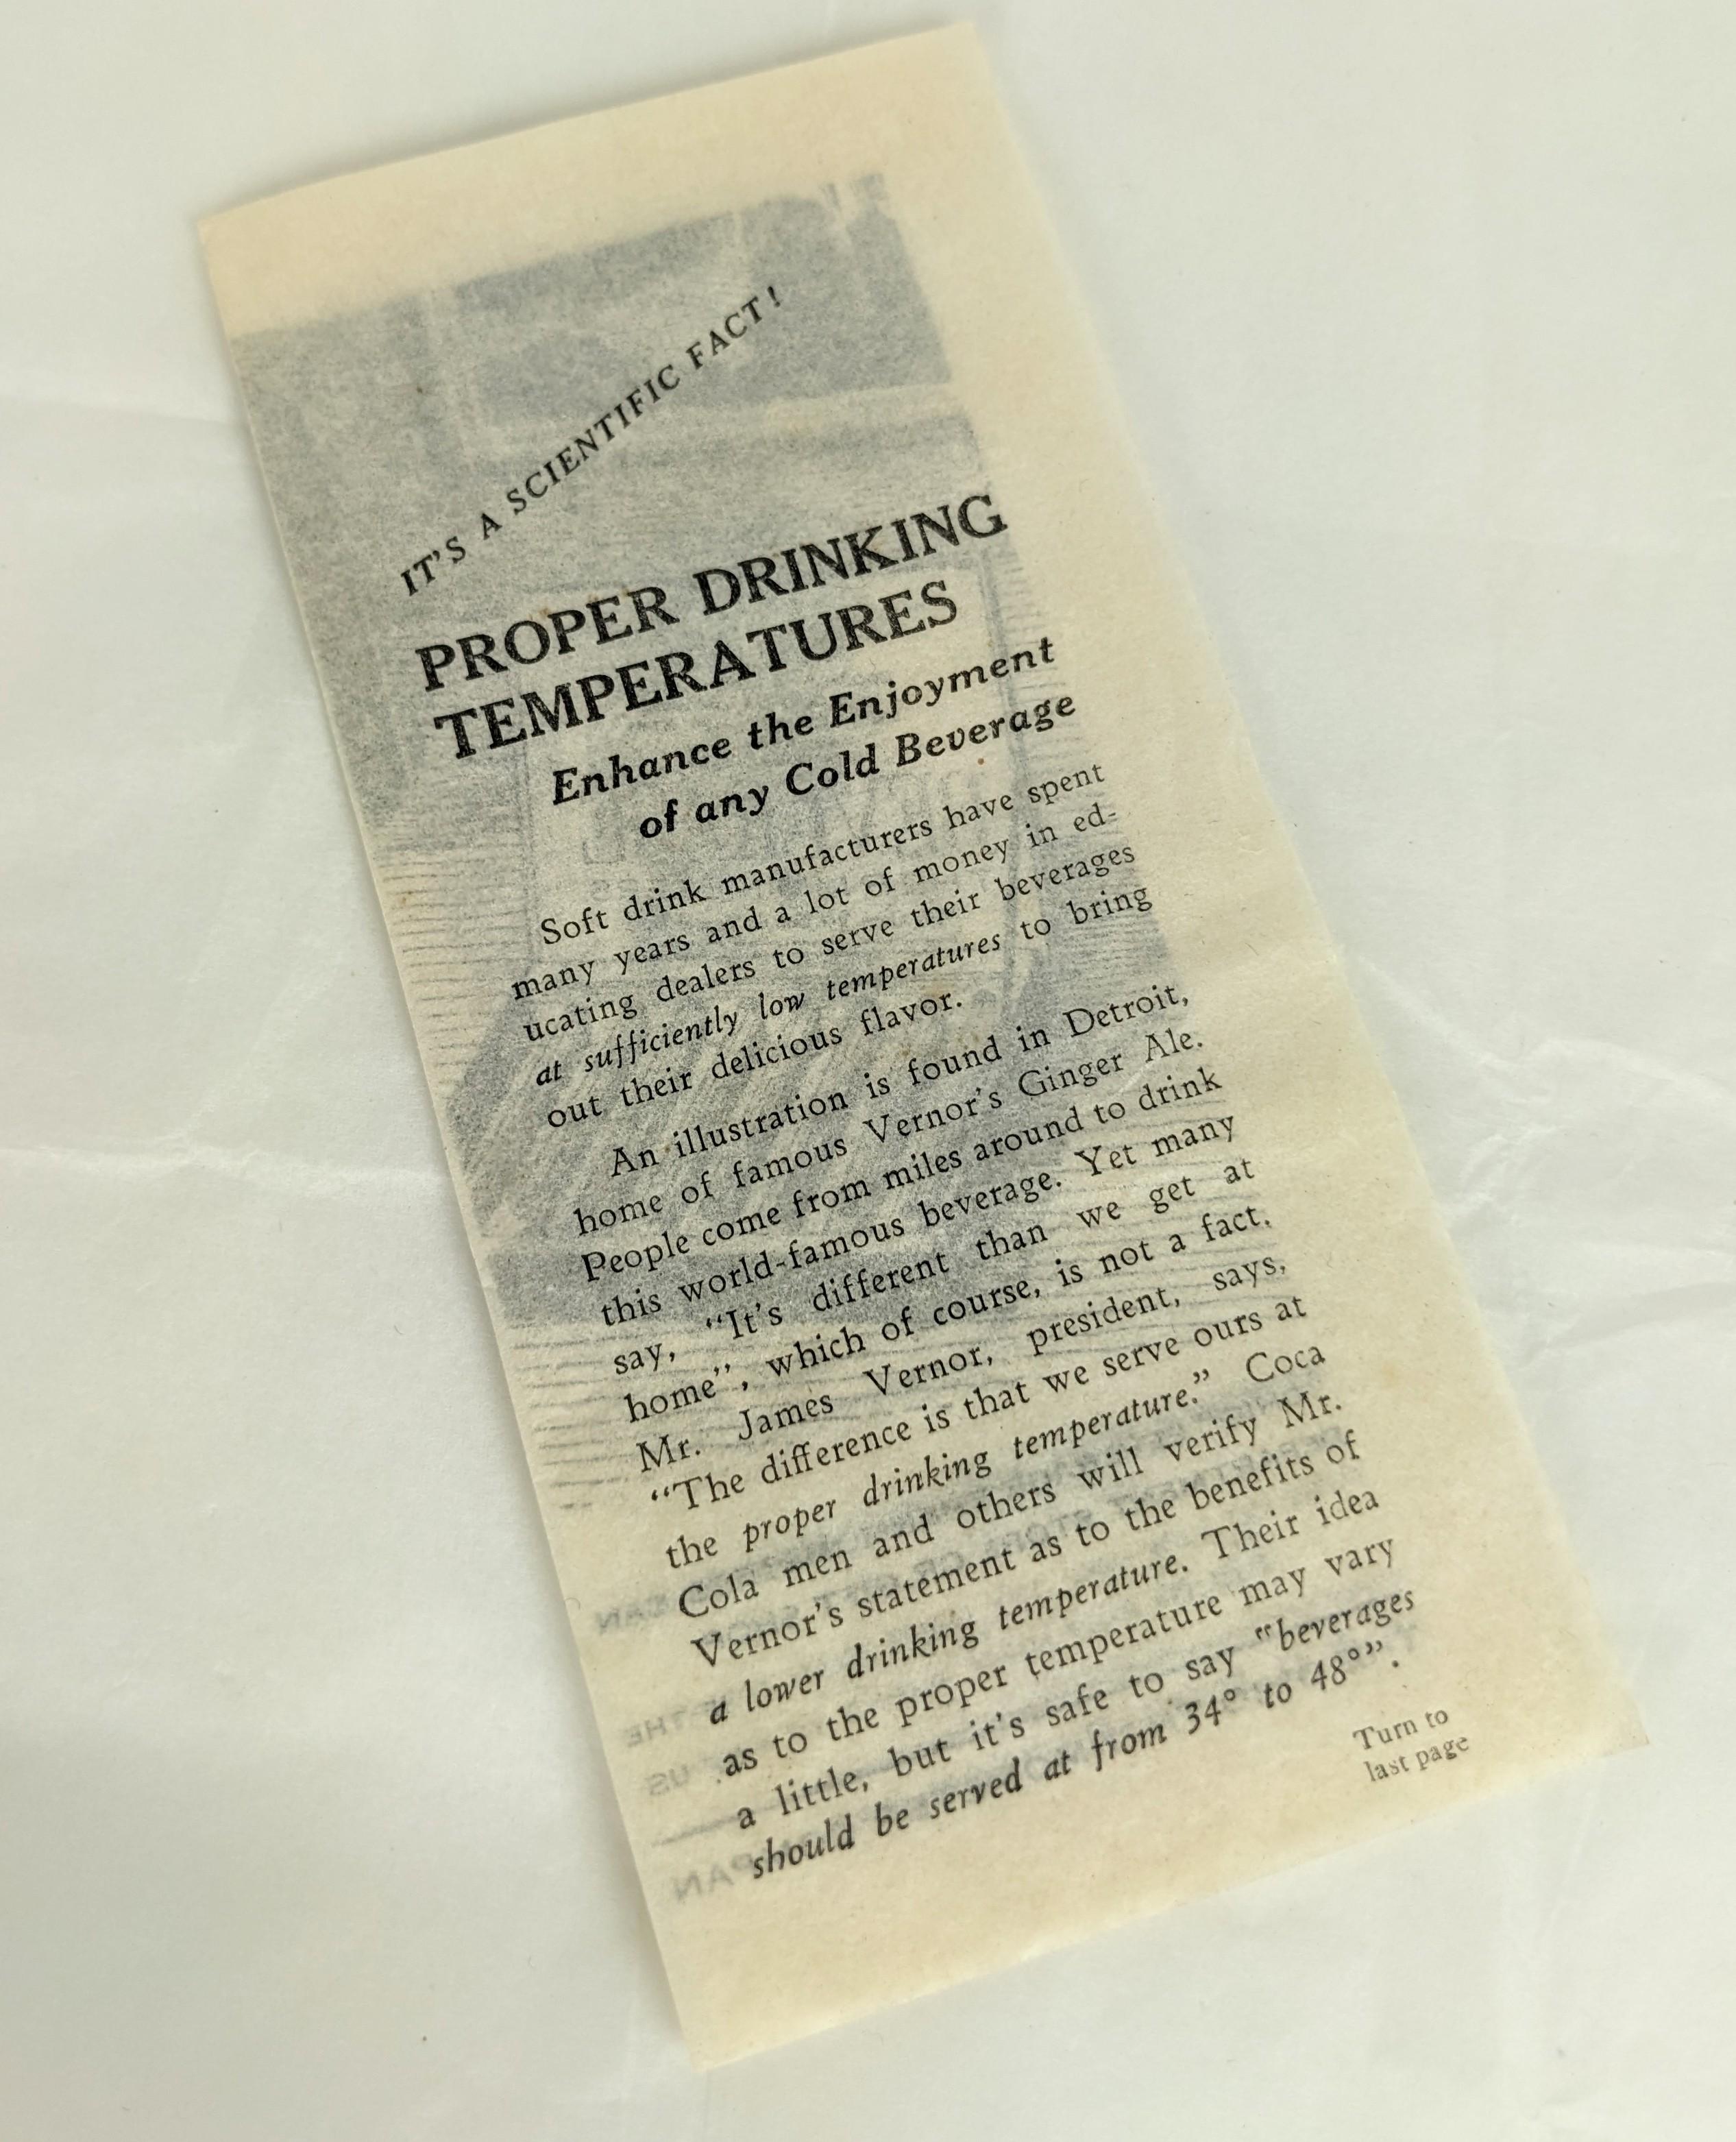 IT'S A SCIENTIFIC FACT!
PROPER DRINKING
TEMPERATURES
Enhance the Enjoyment
of any Cold Beverage
Soft drink manufacturers have spent
many years and a lot of money in ed-
ucating dealers to serve their beverages
at sufficiently low temperatures to bring
out their delicious flavor.
An illustration is found in Detroit,
home of famous Vernor's Ginger Ale.
People come from miles around to drink
this world-famous beverage. Yet many
say, “It's different than we get at
home”, which of course, is not a fact.
Mr. James Vernor, president, says,
“The difference is that we serve ours at
the proper drinking temperature.” Coca
Cola men and others will verify Mr.
Vernor's statement as to the benefits of
a lower drinking temperature. Their idea
as to the proper temperature may vary
a little, but it's safe to say “beverages
should be served at from 34° to 48°”.
Turn to
last page